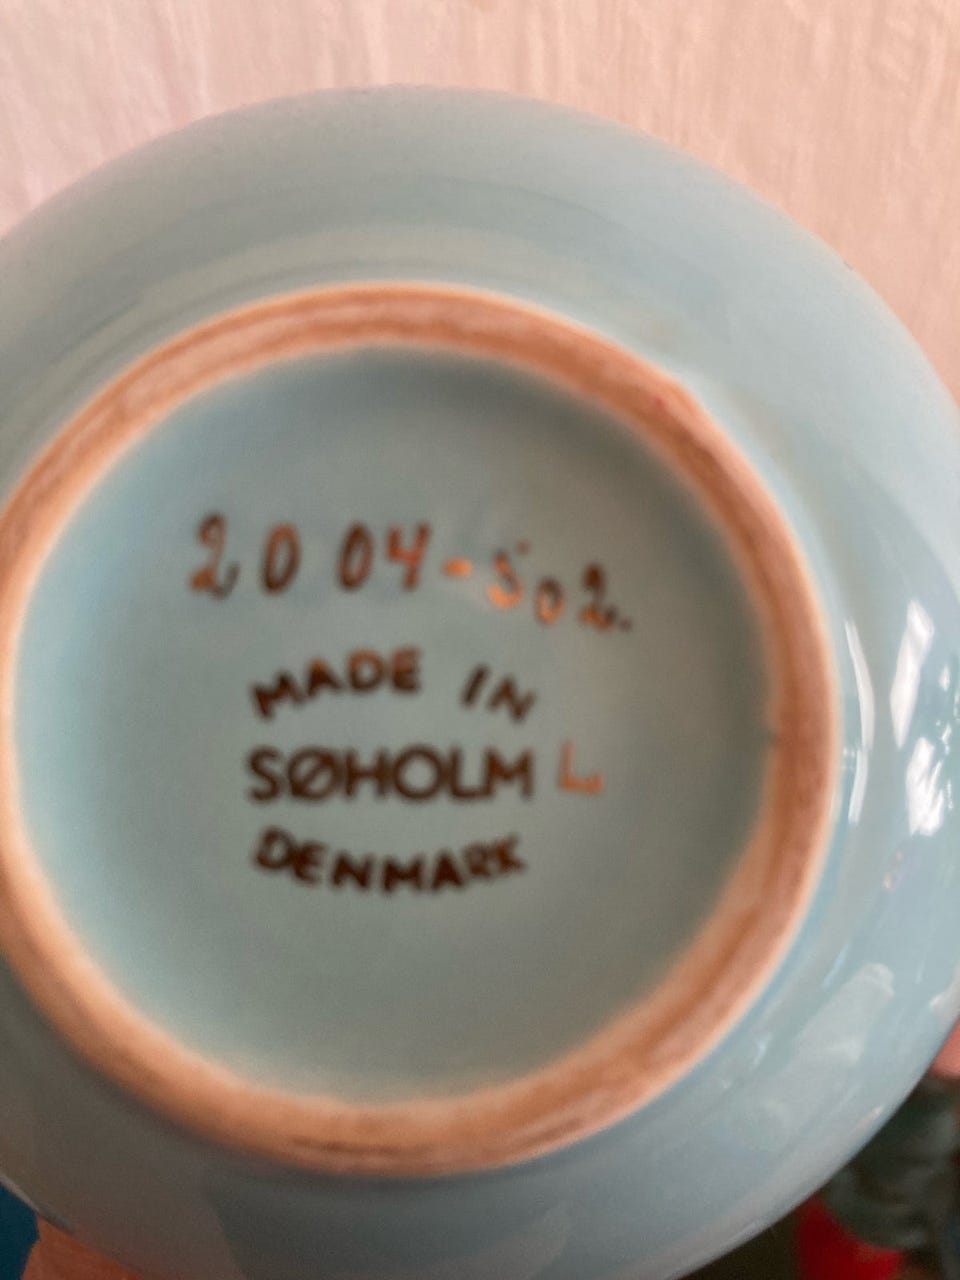 2004-502.
MADE IN
SØHOLM L
DENMARK